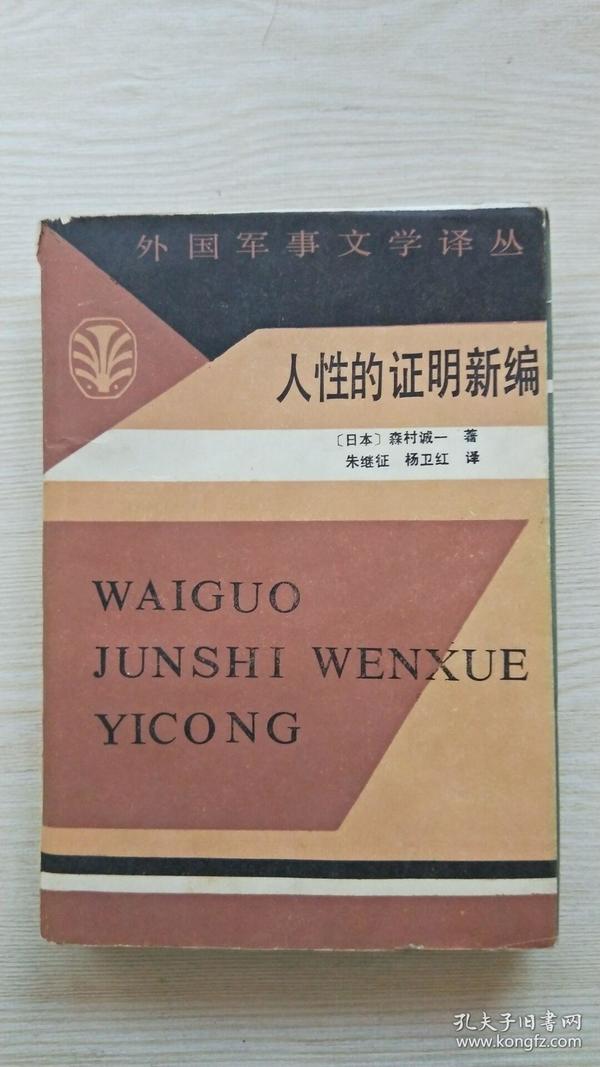 外国军事文学译丛
人性的证明新编
〔日本〕森村诚一 著
朱继征 杨卫红 译
WAIGUO
JUNSHI WENXUE
YICONG
孔夫子旧书网
www.kongfz.com